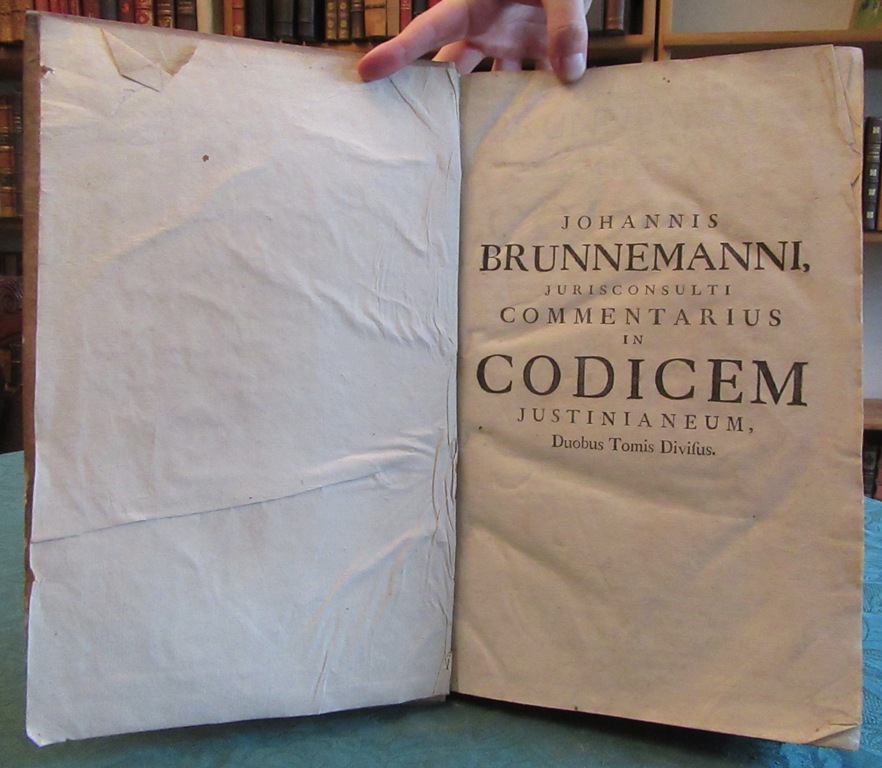 JOHANNIS
BRUNNEMANNI,
JURISCONSULTI
COMMENTARIUS
IN
CODICEM
JUSTINIANEUM,
Duobus Tomis Diviſus.